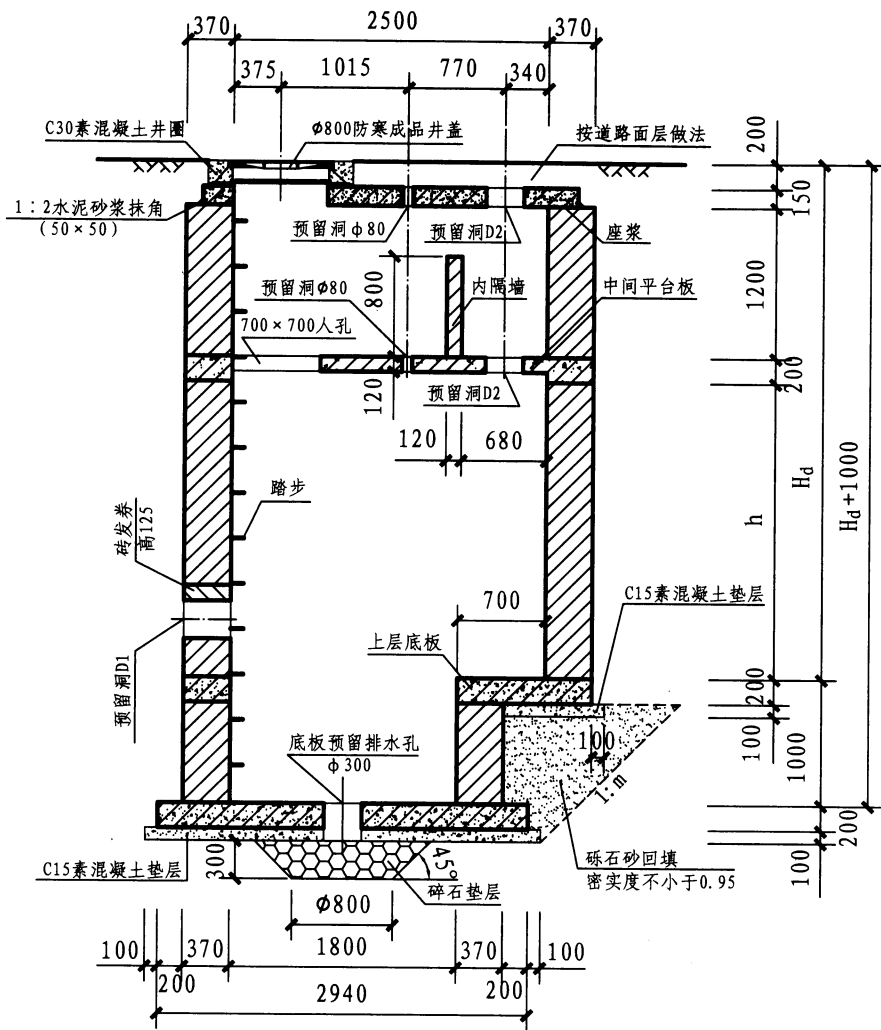 2500
370
370
375
1015
770
340
C30素混凝土井圈
Φ800防寒成品井盖
按道路面层做法
200
150
1:2水泥砂浆抹角
(50×50)
预留洞φ80
预留洞D2
座浆
预留洞Φ80
800
内隔墙
中间平台板
1200
700×700人孔
120
预留洞D2
200
120
680
Hd
Hd+1000
踏步
砖发券
高125
h
700
C15素混凝土垫层
上层底板
预留洞D1
200
底板预留排水孔
φ300
100
100
1000
1:m
200
C15素混凝土垫层
300
45°
碎石垫层
砾石砂回填
密实度不小于0.95
100
Φ800
100
370
1800
370
100
200
2940
200